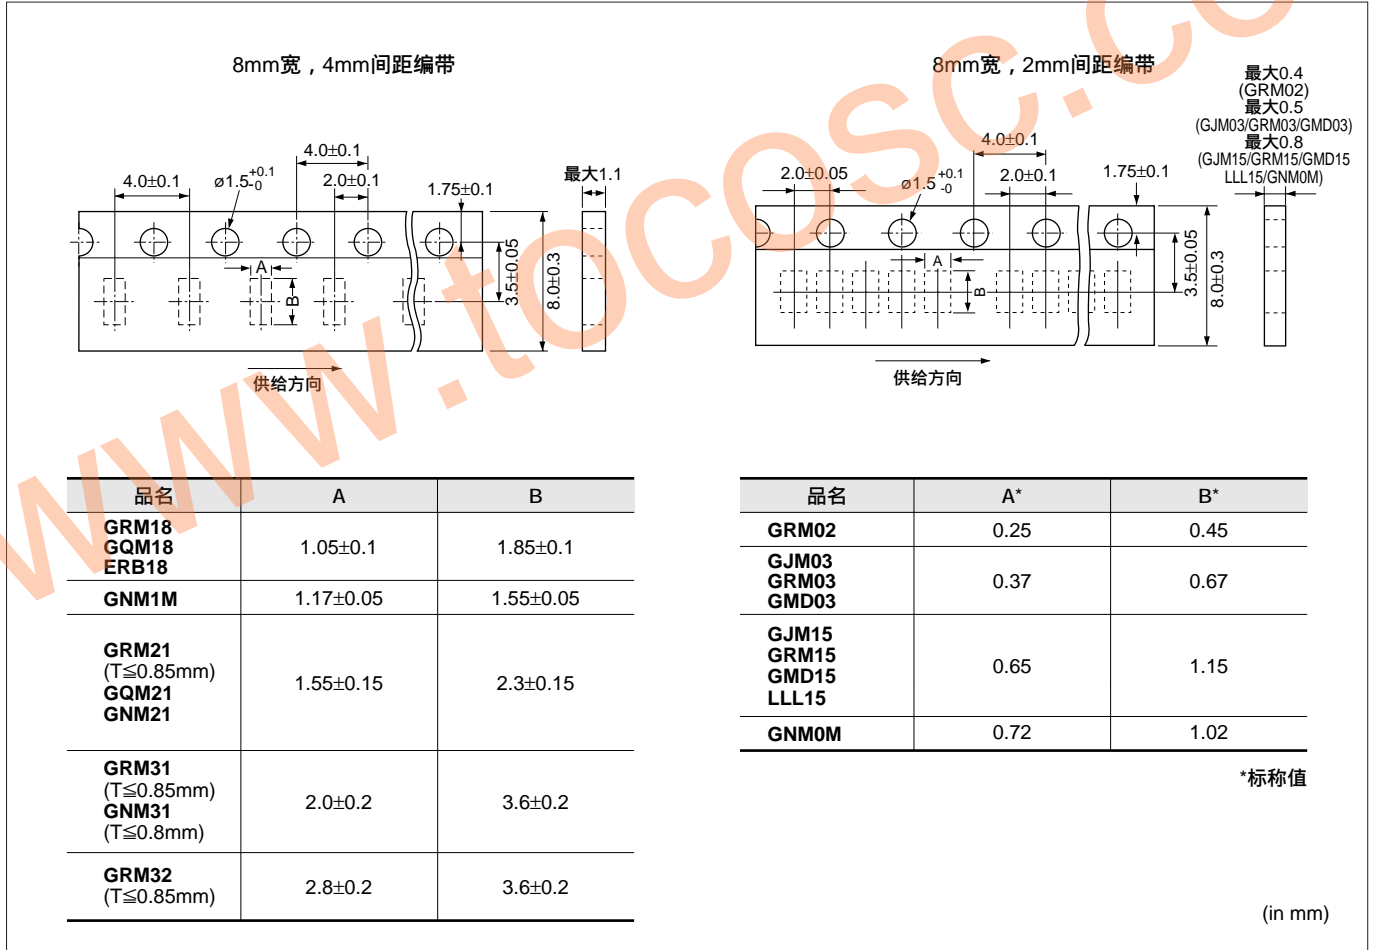 8mm宽，4mm间距编带
4.0±0.1
4.0±0.1
ø1.5+0.1-0
2.0±0.1
1.75±0.1
最大1.1
A
B
3.5±0.05
8.0±0.3
供给方向
8mm宽，2mm间距编带
最大0.4
(GRM02)
最大0.5
(GJM03/GRM03/GMD03)
最大0.8
(GJM15/GRM15/GMD15
LLL15/GNM0M)
4.0±0.1
2.0±0.05
ø1.5+0.1-0
2.0±0.1
1.75±0.1
A
B
3.5±0.05
8.0±0.3
供给方向
品名 A B
GRM18
GQM18
ERB18
1.05±0.1 1.85±0.1
GNM1M 1.17±0.05 1.55±0.05
GRM21
(T≦0.85mm)
GQM21
GNM21
1.55±0.15 2.3±0.15
GRM31
(T≦0.85mm)
GNM31
(T≦0.8mm)
2.0±0.2 3.6±0.2
GRM32
(T≦0.85mm)
2.8±0.2 3.6±0.2
品名 A* B*
GRM02 0.25 0.45
GJM03
GRM03
GMD03
0.37 0.67
GJM15
GRM15
GMD15
LLL15
0.65 1.15
GNM0M 0.72 1.02
*标称值
(in mm)
www.tocosc.co